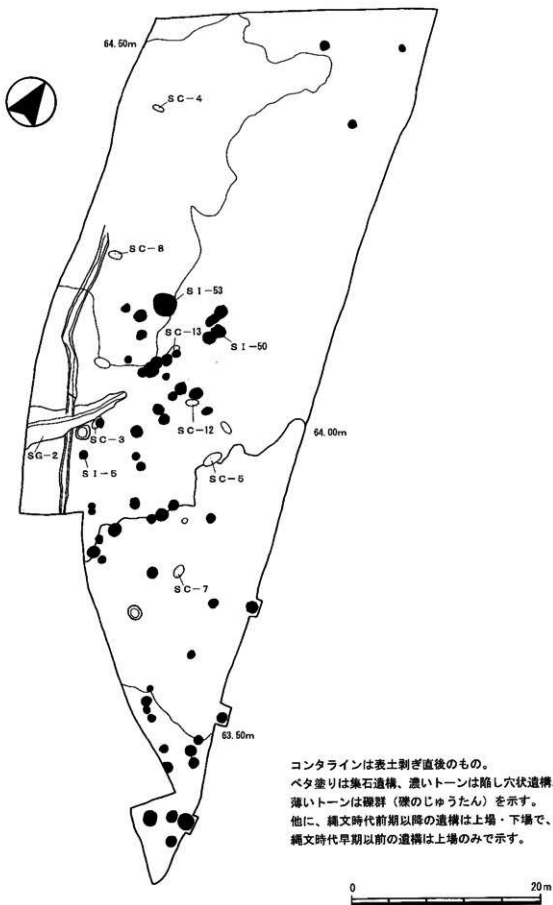 64.50m
SC-4
SC-8
SI-53
SC-13
SI-50
SC-12
64.00m
SC-3
SG-2
SI-5
SC-5
SC-7
63.50m
コンタラインは表土剥ぎ直後のもの。
ベタ塗りは集石遺構、濃いトーンは陥し穴状遺構、
薄いトーンは礫群（礫のじゅうたん）を示す。
他に、縄文時代前期以降の遺構は上場・下場で、
縄文時代早期以前の遺構は上場のみで示す。
0 20m